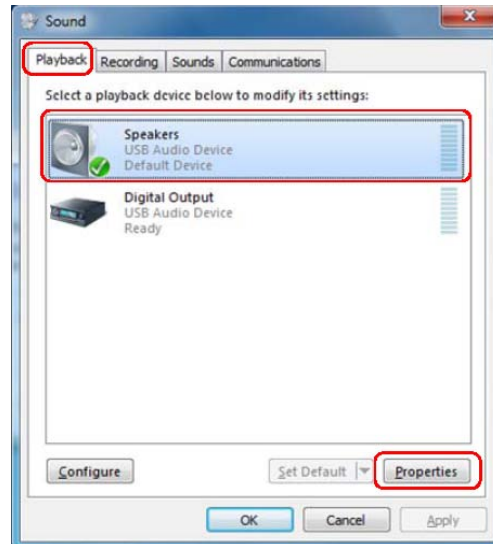 Sound
Playback Recording Sounds Communications
Select a playback device below to modify its settings:
Speakers
USB Audio Device
Default Device
Digital Output
USB Audio Device
Ready
Configure Set Default Properties
OK Cancel Apply